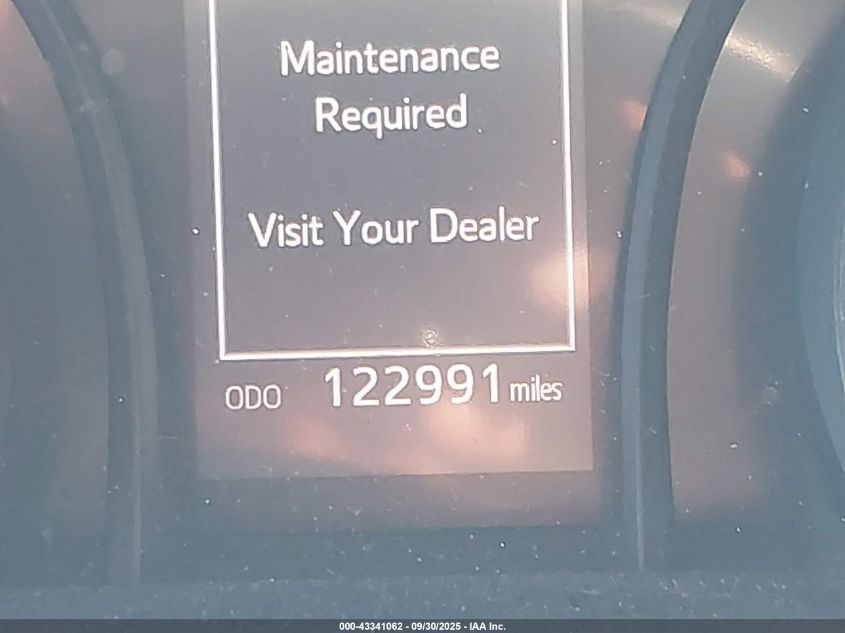 Maintenance
Required
Visit Your Dealer
ODO 122991 miles
000-43341062 - 09/30/2025 - IAA Inc.